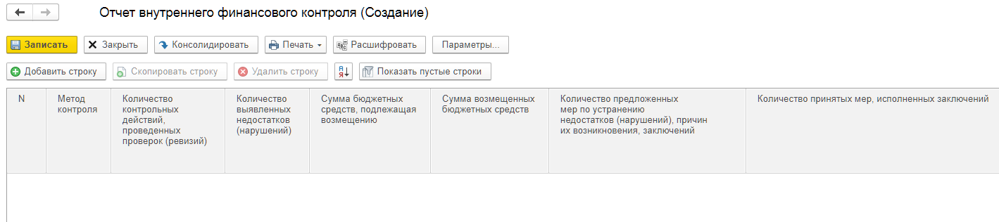 Отчет внутреннего финансового контроля (Создание)
Записать Закрыть Консолидировать Печать Расшифровать Параметры...
Добавить строку Скопировать строку Удалить строку А Я Показать пустые строки
N
Метод
контроля
Количество
контрольных
действий,
проведенных
проверок (ревизий)
Количество
выявленных
недостатков
(нарушений)
Сумма бюджетных
средств, подлежащая
возмещению
Сумма возмещенных
бюджетных средств
Количество предложенных
мер по устранению
недостатков (нарушений), причин
их возникновения, заключений
Количество принятых мер, исполненных заключений